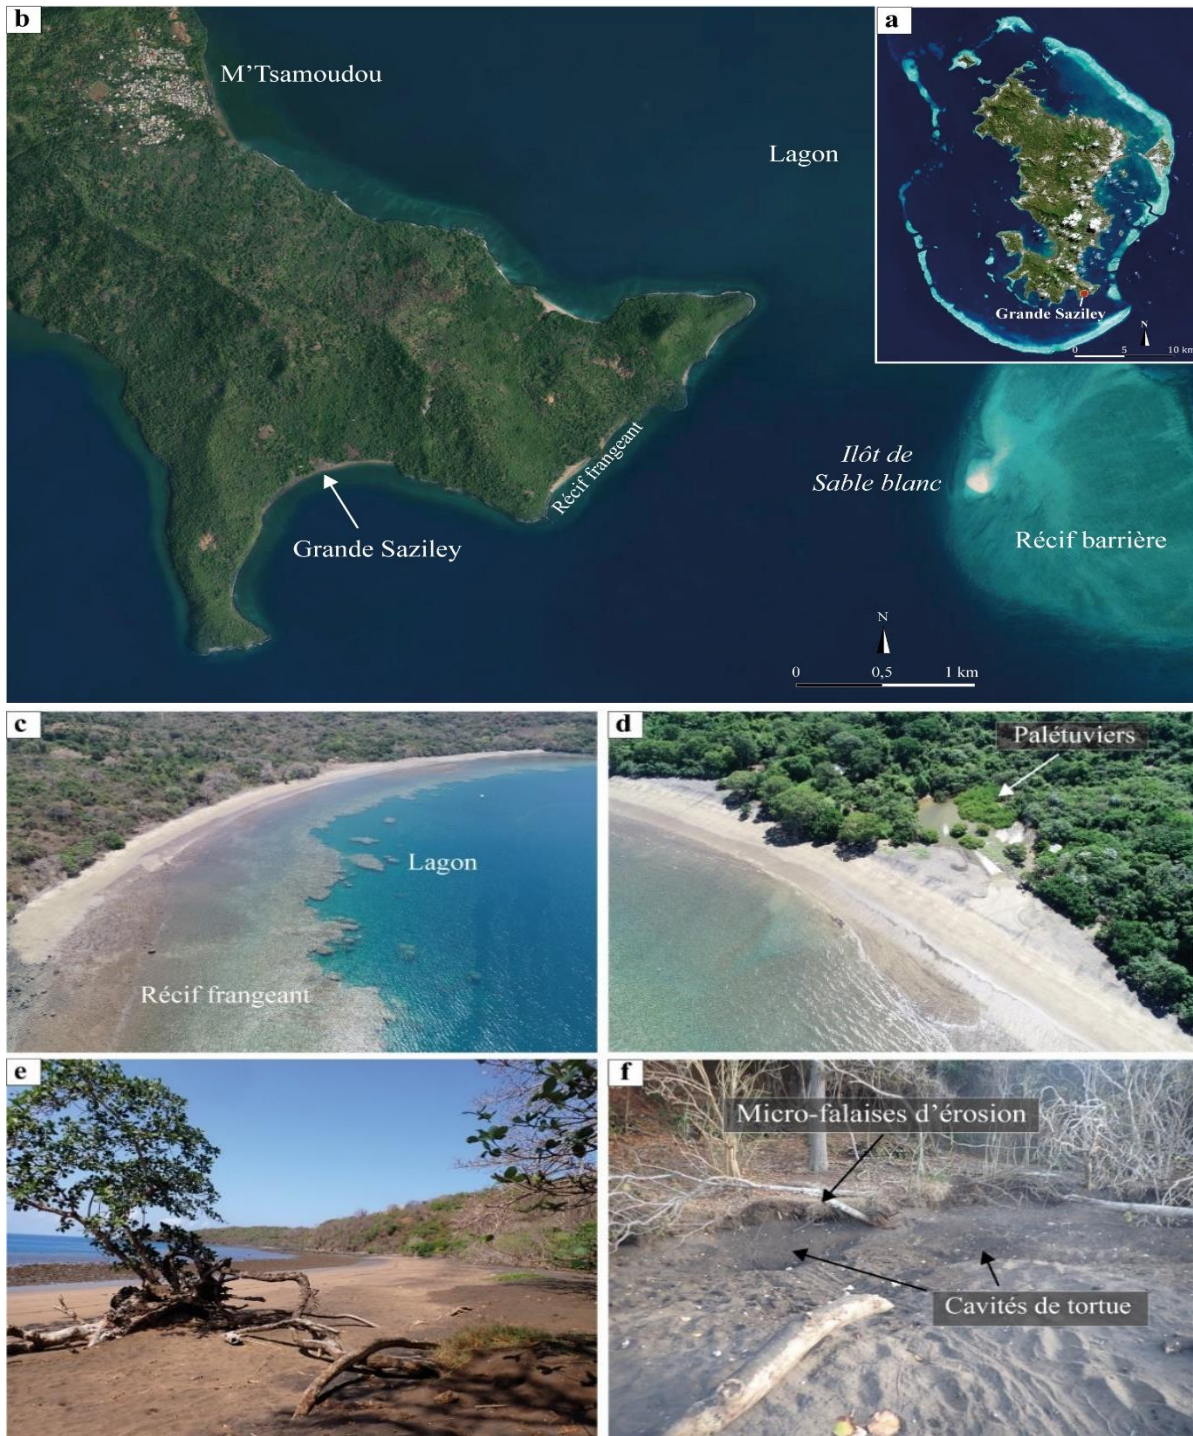 b
M'Tsamoudou
Lagon
Ilôt de
Sable blanc
Récif frangeant
Grande Saziley
Récif barrière
N
0 0,5 1 km
a
Grande Saziley
N
0 5 10 km
c
Lagon
Récif frangeant
d
Palétuviers
e
f
Micro-falaises d'érosion
Cavités de tortue